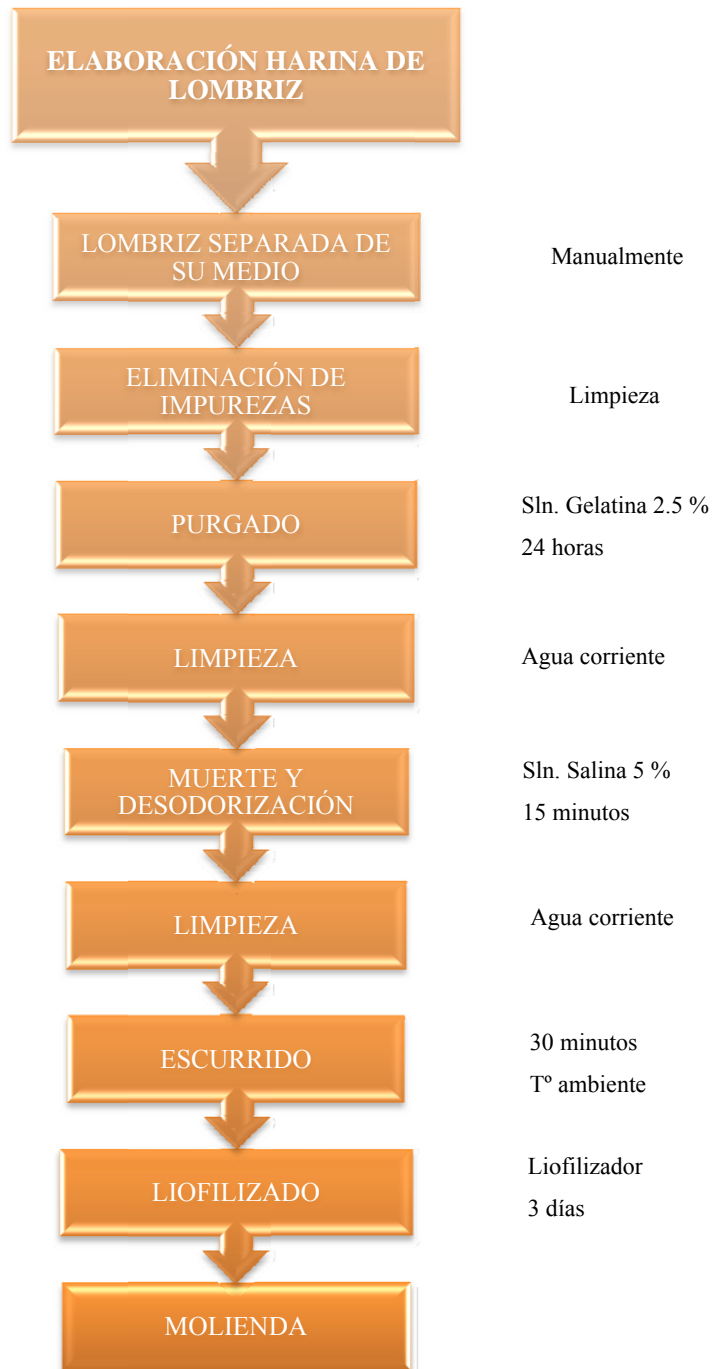 ELABORACIÓN HARINA DE
LOMBRIZ
LOMBRIZ SEPARADA DE
SU MEDIO
Manualmente
ELIMINACIÓN DE
IMPUREZAS
Limpieza
PURGADO
Sln. Gelatina 2.5 %
24 horas
LIMPIEZA
Agua corriente
MUERTE Y
DESODORIZACIÓN
Sln. Salina 5 %
15 minutos
LIMPIEZA
Agua corriente
ESCURRIDO
30 minutos
Tº ambiente
LIOFILIZADO
Liofilizador
3 días
MOLIENDA